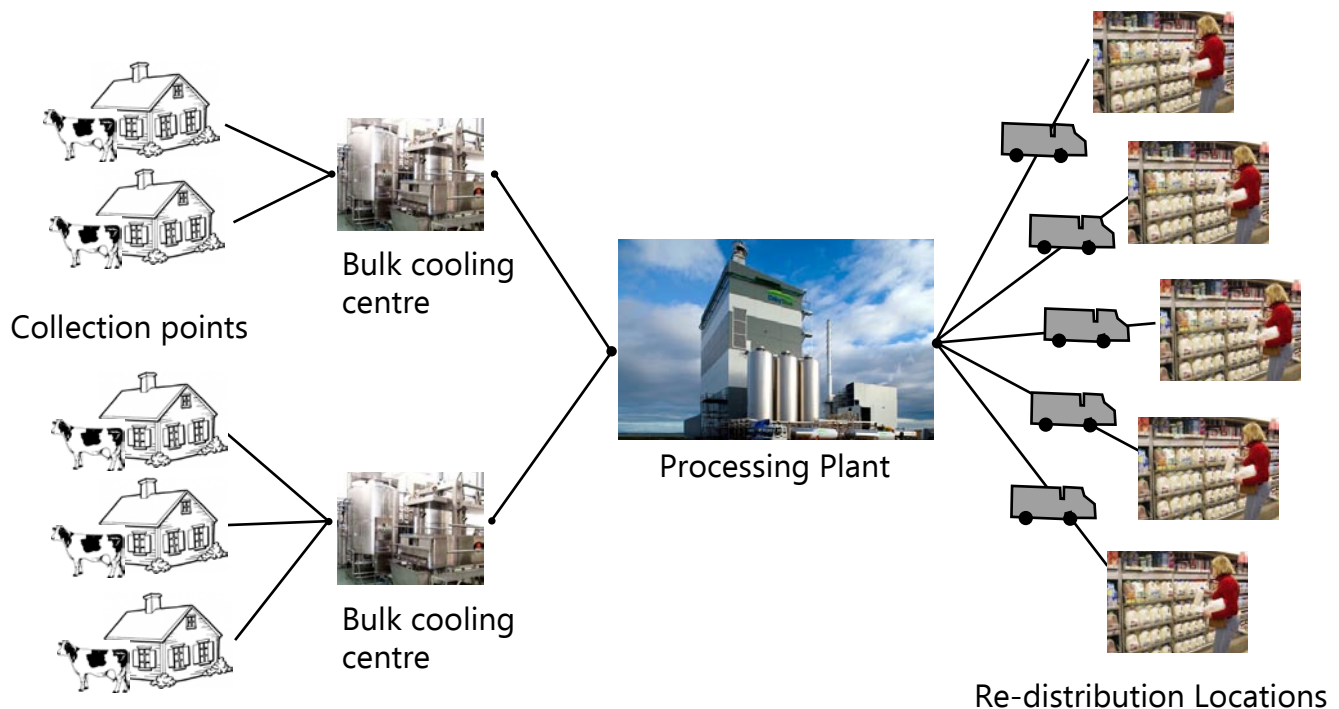 Bulk cooling
centre
Collection points
Processing Plant
Bulk cooling
centre
Re-distribution Locations